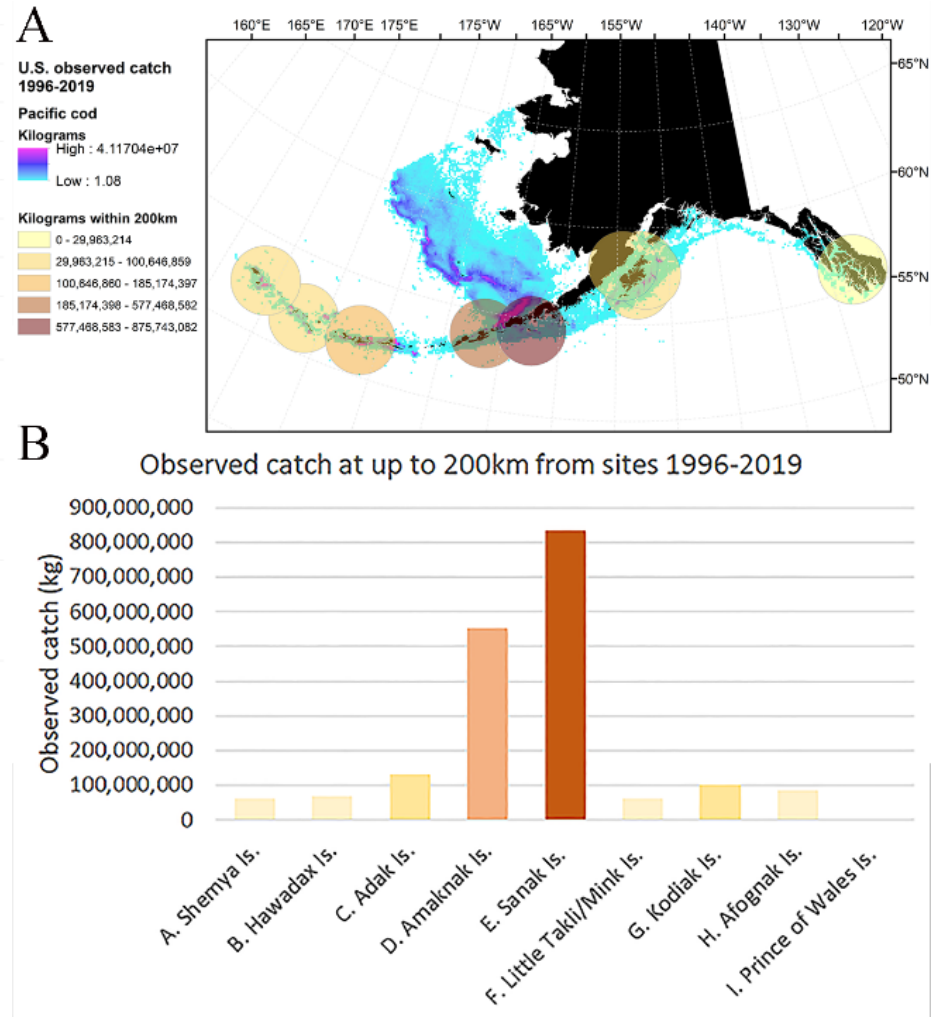 A
160°E 165°E 170°E 175°E 175°W 165°W 155°W 140°W 130°W 120°W
U.S. observed catch
1996-2019
Pacific cod
Kilograms
High : 4.11704e+07
Low : 1.08
Kilograms within 200km
0 - 29,963,214
29,963,215 - 100,646,859
100,646,860 - 185,174,397
185,174,398 - 577,468,582
577,468,583 - 875,743,082
65°N
60°N
55°N
50°N
B
Observed catch at up to 200km from sites 1996-2019
Observed catch (kg)
900,000,000
800,000,000
700,000,000
600,000,000
500,000,000
400,000,000
300,000,000
200,000,000
100,000,000
0
A. Shemya Is.
B. Hawadax Is.
C. Adak Is.
D. Amaknak Is.
E. Sanak Is.
F. Little Takli/Mink Is.
G. Kodiak Is.
H. Afognak Is.
I. Prince of Wales Is.